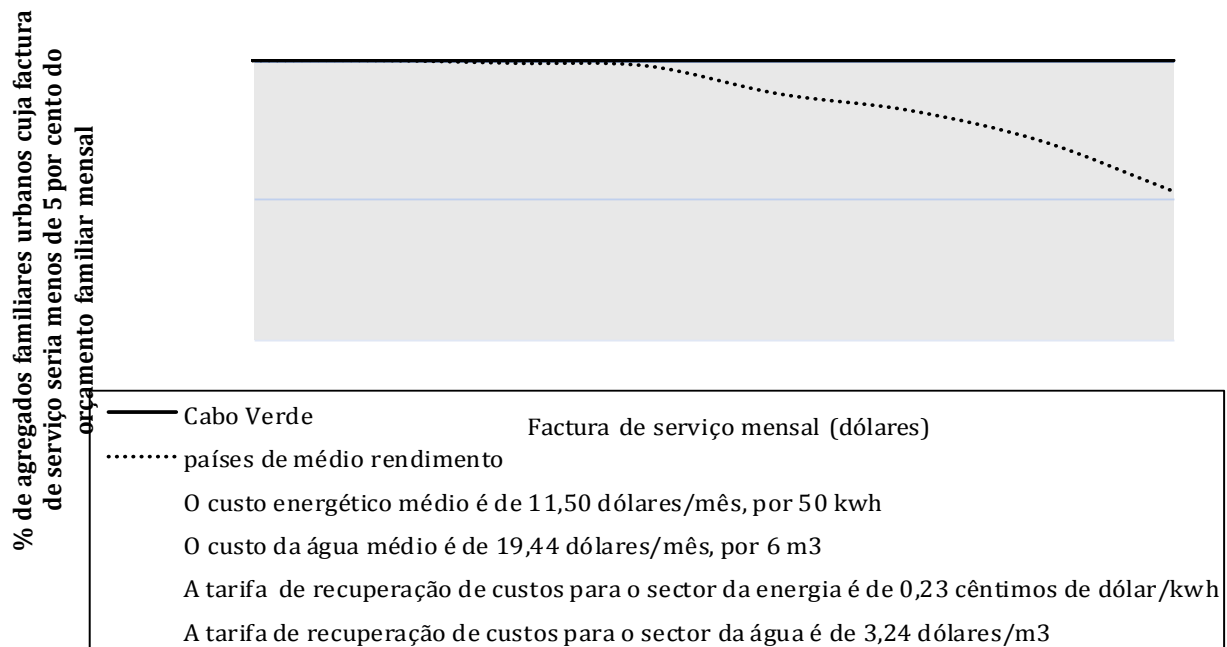 % de agregados familiares urbanos cuja factura
de serviço seria menos de 5 por cento do
orçamento familiar mensal
Cabo Verde
Factura de serviço mensal (dólares)
países de médio rendimento
O custo energético médio é de 11,50 dólares/mês, por 50 kwh
O custo da água médio é de 19,44 dólares/mês, por 6 m3
A tarifa de recuperação de custos para o sector da energia é de 0,23 cêntimos de dólar/kwh
A tarifa de recuperação de custos para o sector da água é de 3,24 dólares/m3